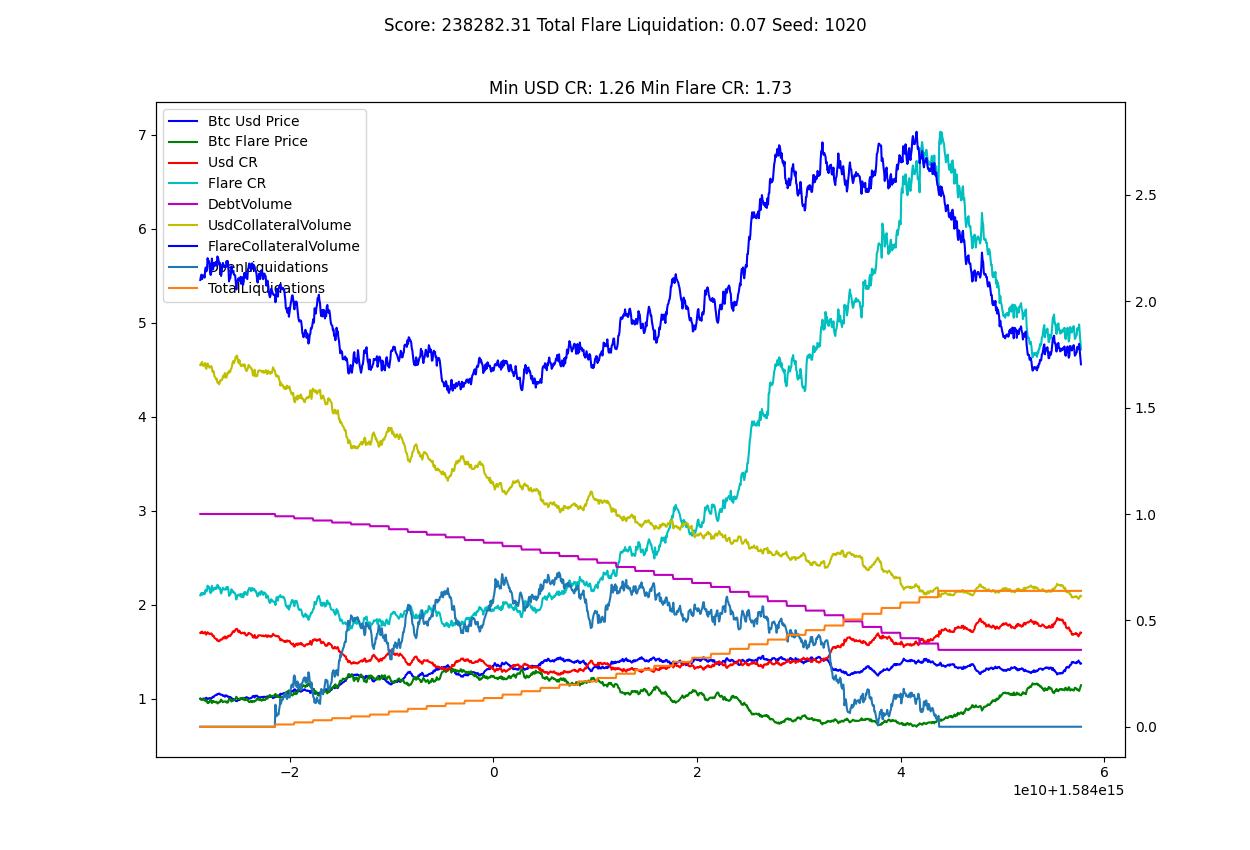 Score: 238282.31 Total Flare Liquidation: 0.07 Seed: 1020
Min USD CR: 1.26 Min Flare CR: 1.73
Btc Usd Price
Btc Flare Price
Usd CR
Flare CR
DebtVolume
UsdCollateralVolume
FlareCollateralVolume
OpenLiquidations
TotalLiquidations
7
6
5
4
3
2
1
2.5
2.0
1.5
1.0
0.5
0.0
−2
0
2
4
6
1e10+1.584e15